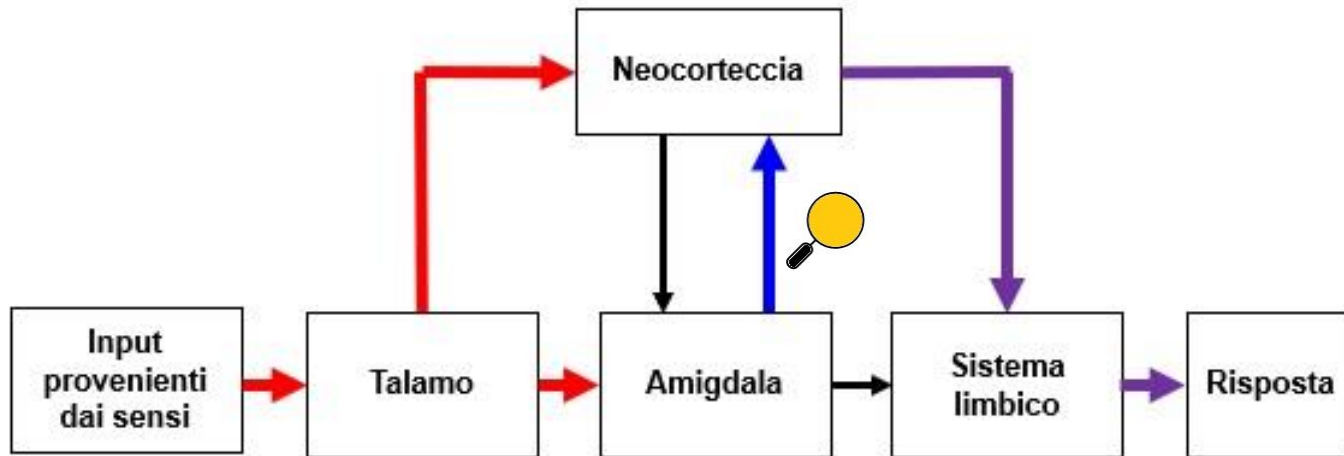 Neocorteccia
Input
provenienti
dai sensi
Talamo
Amigdala
Sistema
limbico
Risposta